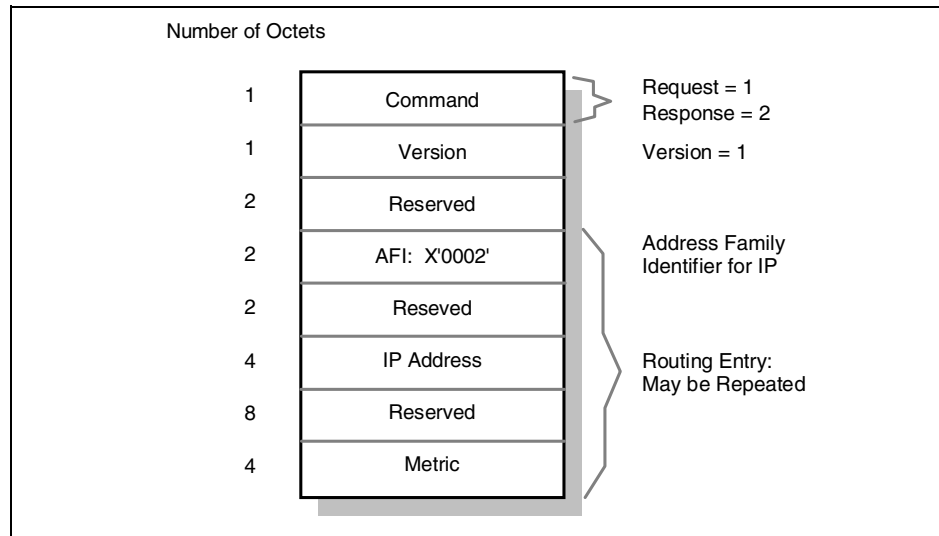 Number of Octets
1
Command
Request = 1
Response = 2
1
Version
Version = 1
2
Reserved
2
AFI: X'0002'
Address Family
Identifier for IP
2
Reseved
4
IP Address
Routing Entry:
May be Repeated
8
Reserved
4
Metric